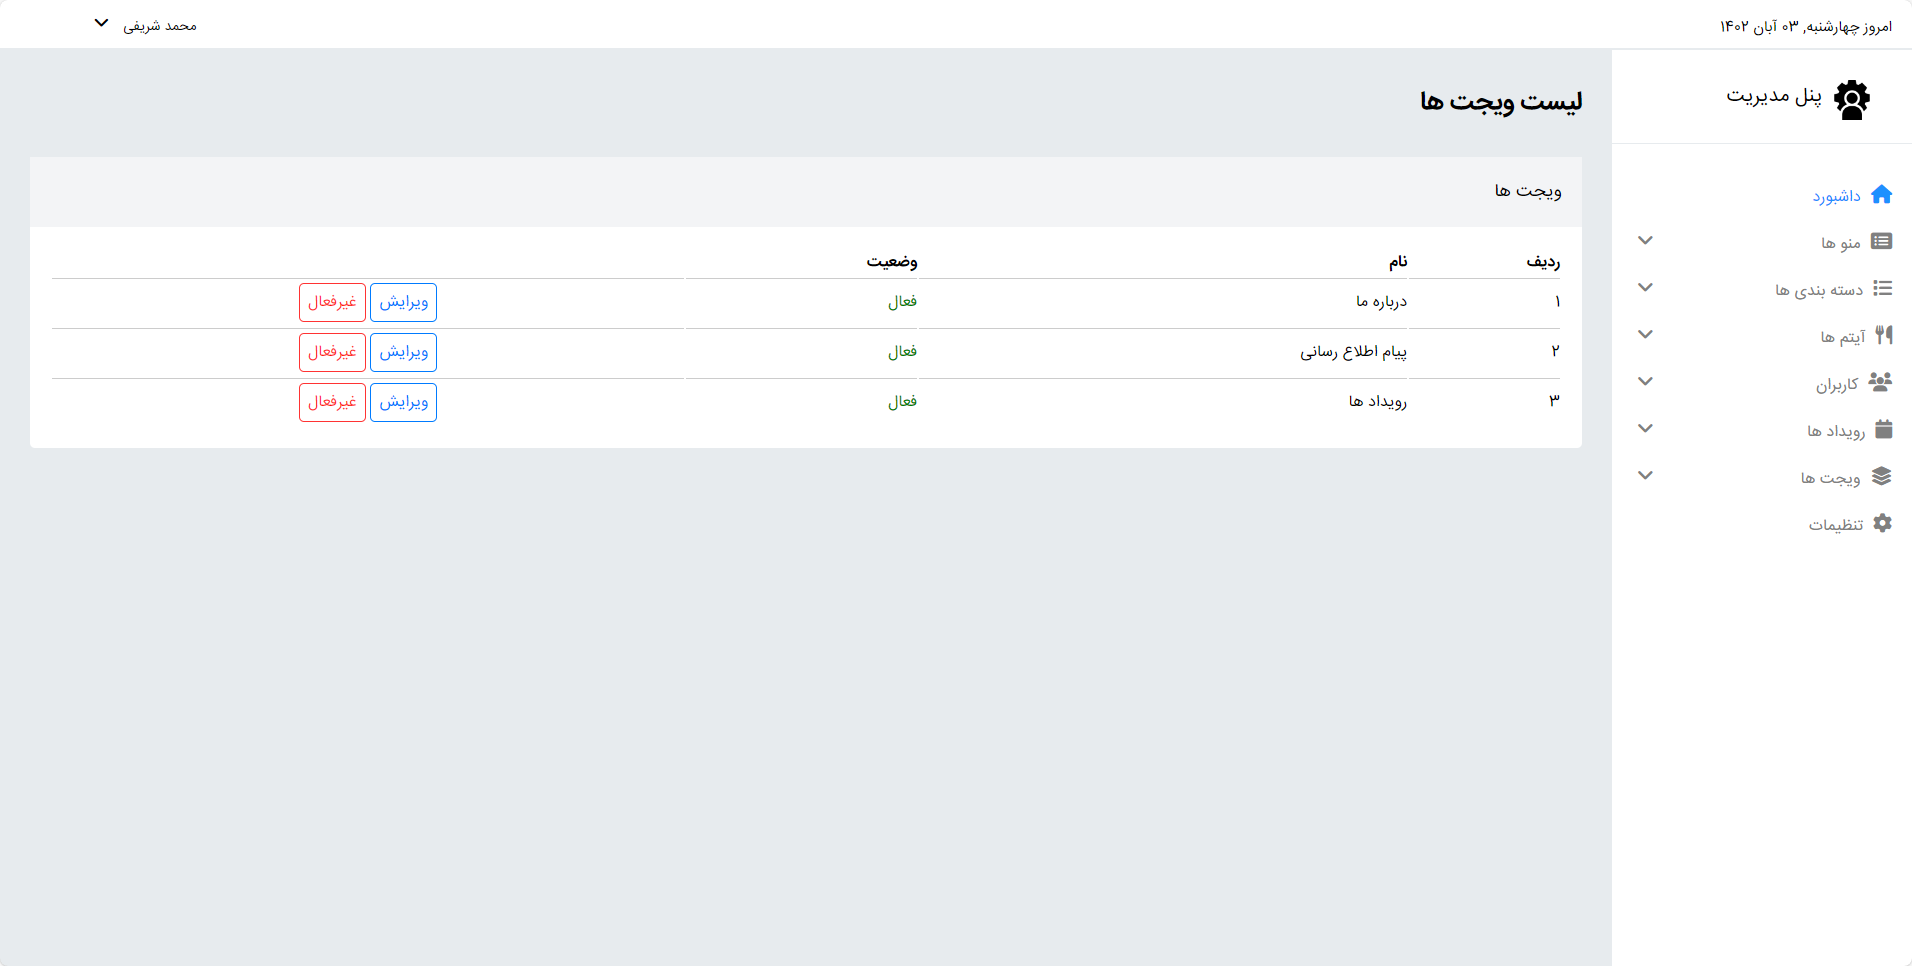 امروز چهارشنبه, ۰۳ آبان ۱۴۰۲
محمد شریفی
پنل مدیریت
داشبورد
منو ها
دسته بندی ها
آیتم ها
کاربران
رویداد ها
ویجت ها
تنظیمات
لیست ویجت ها
ویجت ها
ردیف نام وضعیت
۱ درباره ما فعال ویرایش غیرفعال
۲ پیام اطلاع رسانی فعال ویرایش غیرفعال
۳ رویداد ها فعال ویرایش غیرفعال